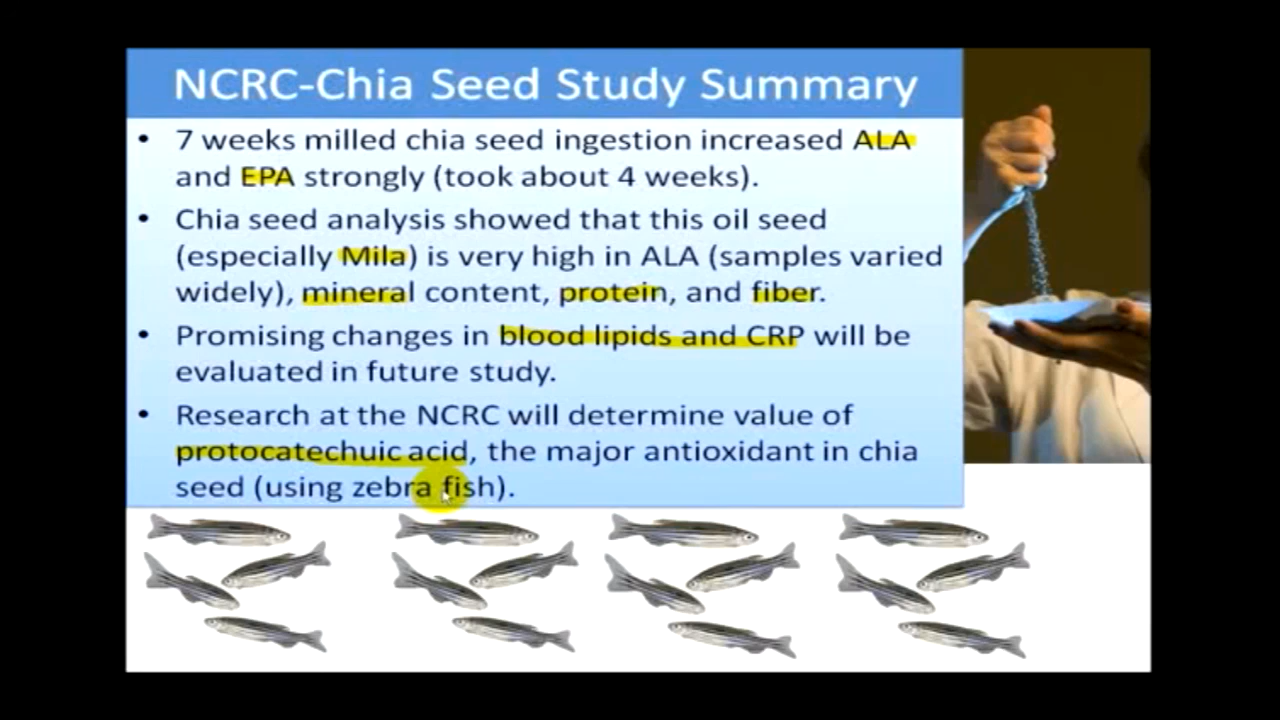 NCRC-Chia Seed Study Summary
• 7 weeks milled chia seed ingestion increased ALA
and EPA strongly (took about 4 weeks).
• Chia seed analysis showed that this oil seed
(especially Mila) is very high in ALA (samples varied
widely), mineral content, protein, and fiber.
• Promising changes in blood lipids and CRP will be
evaluated in future study.
• Research at the NCRC will determine value of
protocatechuic acid, the major antioxidant in chia
seed (using zebra fish).